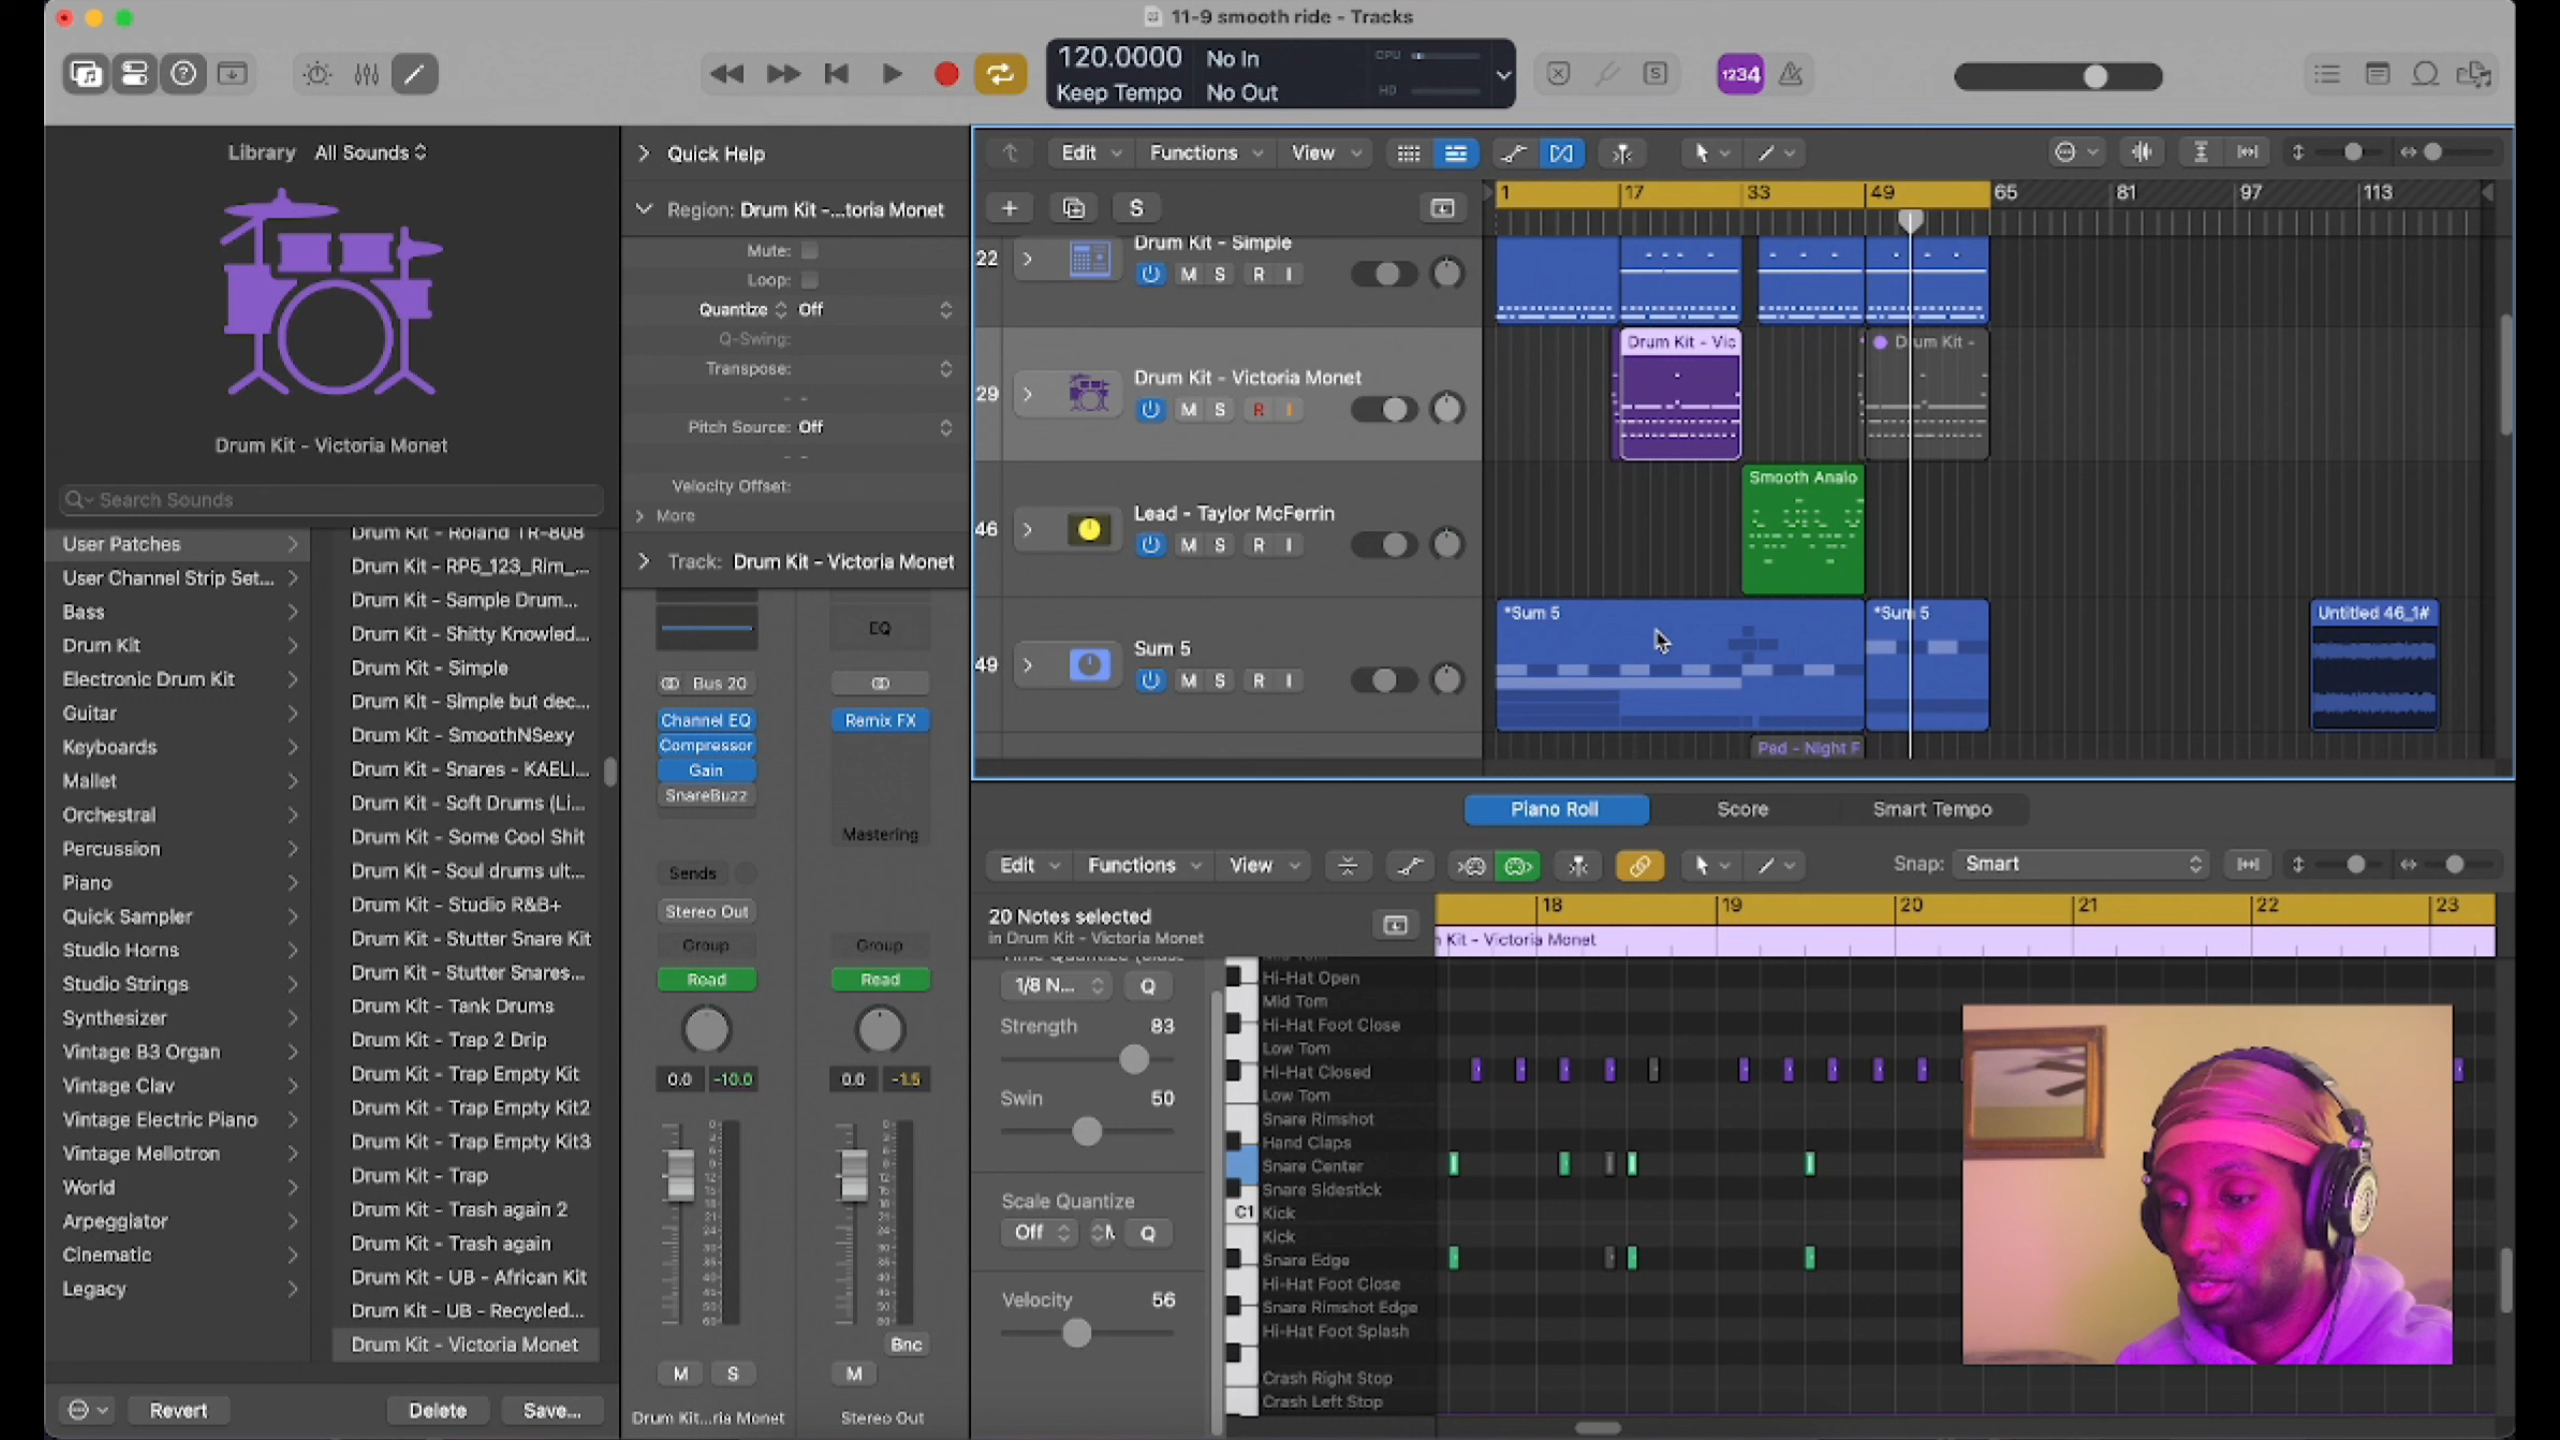 11-9 smooth ride - Tracks
120.0000
No In
CPU
Keep Tempo
No Out
HD
S
1234
Library
All Sounds
Drum Kit - Victoria Monet
Search Sounds
User Patches
User Channel Strip Set...
Bass
Drum Kit
Electronic Drum Kit
Guitar
Keyboards
Mallet
Orchestral
Percussion
Piano
Quick Sampler
Studio Horns
Studio Strings
Synthesizer
Vintage B3 Organ
Vintage Clav
Vintage Electric Piano
Vintage Mellotron
World
Arpeggiator
Cinematic
Legacy
Drum Kit - Roland TR-808
Drum Kit - RP5_123_Rim_...
Drum Kit - Sample Drum...
Drum Kit - Shitty Knowled...
Drum Kit - Simple
Drum Kit - Simple but dec...
Drum Kit - SmoothNSexy
Drum Kit - Snares - KAELI...
Drum Kit - Soft Drums (Li...
Drum Kit - Some Cool Shit
Drum Kit - Soul drums ult...
Drum Kit - Studio R&B+
Drum Kit - Stutter Snare Kit
Drum Kit - Stutter Snares...
Drum Kit - Tank Drums
Drum Kit - Trap 2 Drip
Drum Kit - Trap Empty Kit
Drum Kit - Trap Empty Kit2
Drum Kit - Trap Empty Kit3
Drum Kit - Trap
Drum Kit - Trash again 2
Drum Kit - Trash again
Drum Kit - UB - African Kit
Drum Kit - UB - Recycled...
Drum Kit - Victoria Monet
Revert
Delete
Save...
Quick Help
Region: Drum Kit -...toria Monet
Mute:
Loop:
Quantize Off
Q-Swing:
Transpose:
- -
Pitch Source: Off
- -
Velocity Offset:
More
Track: Drum Kit - Victoria Monet
EQ
Bus 20
Channel EQ
Compressor
Gain
SnareBuzz
Remix FX
Mastering
Sends
Stereo Out
Group
Group
Read
Read
0.0 -10.0
0.0 -1.5
Bnc
M S
M
Drum Kit...ria Monet
Stereo Out
Edit
Functions
View
S
1 17 33 49 65 81 97 113
22
Drum Kit - Simple
M S R I
29
Drum Kit - Victoria Monet
M S R I
Drum Kit - Vic
Drum Kit -
46
Lead - Taylor McFerrin
M S R I
Smooth Analo
49
Sum 5
M S R I
*Sum 5
*Sum 5
Untitled 46_1#
Pad - Night F
Piano Roll
Score
Smart Tempo
Edit
Functions
View
Snap: Smart
20 Notes selected
in Drum Kit - Victoria Monet
18 19 20 21 22 23
Kit - Victoria Monet
1/8 N...
Q
Strength 83
Swin 50
Scale Quantize
Off
Q
Velocity 56
C1
Hi-Hat Open
Mid Tom
Hi-Hat Foot Close
Low Tom
Hi-Hat Closed
Low Tom
Snare Rimshot
Hand Claps
Snare Center
Snare Sidestick
Kick
Kick
Snare Edge
Hi-Hat Foot Close
Snare Rimshot Edge
Hi-Hat Foot Splash
Crash Right Stop
Crash Left Stop